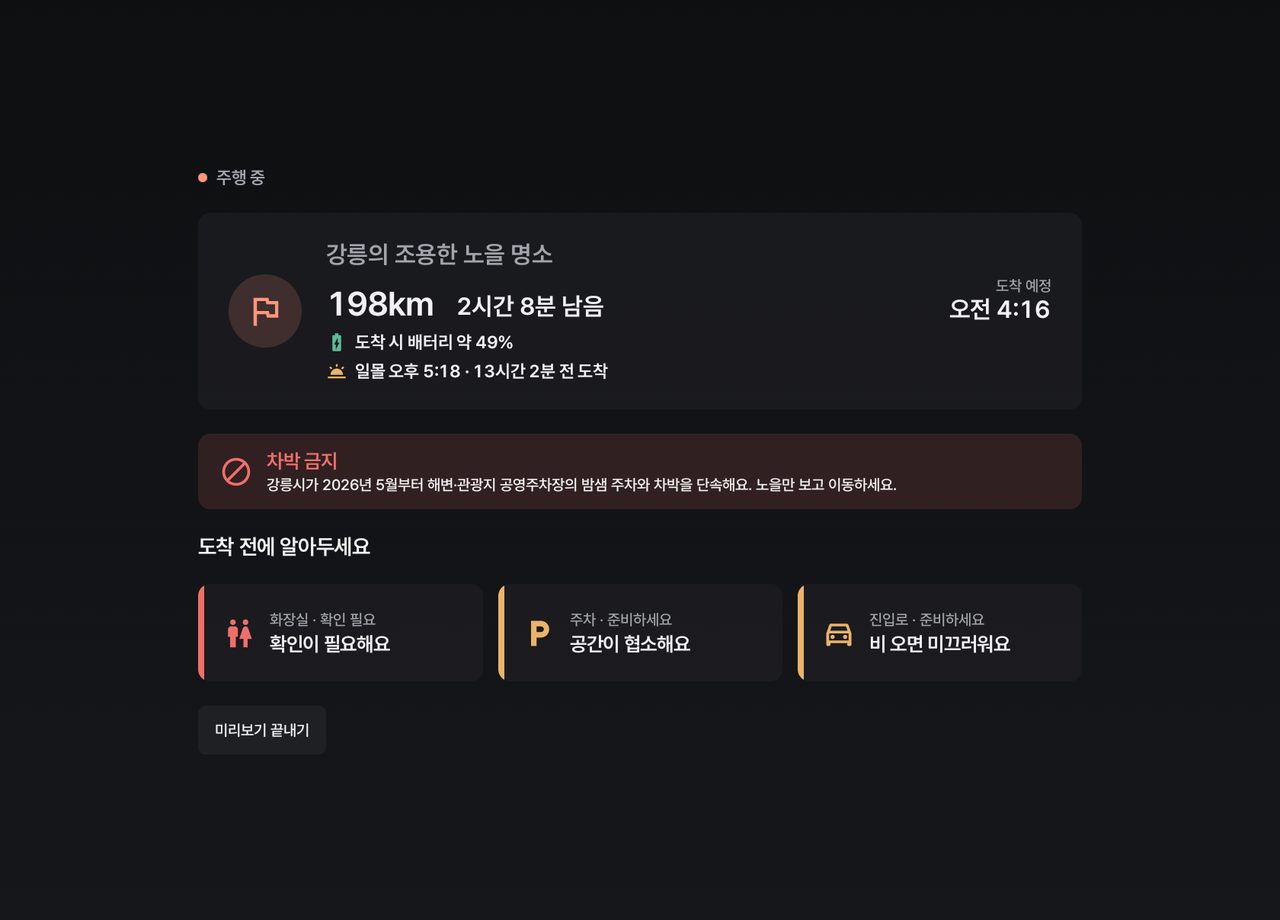 주행 중
강릉의 조용한 노을 명소
198km 2시간 8분 남음
도착 예정
오전 4:16
도착 시 배터리 약 49%
일몰 오후 5:18 · 13시간 2분 전 도착
차박 금지
강릉시가 2026년 5월부터 해변·관광지 공영주차장의 밤샘 주차와 차박을 단속해요. 노을만 보고 이동하세요.
도착 전에 알아두세요
화장실 · 확인 필요
확인이 필요해요
P
주차 · 준비하세요
공간이 협소해요
진입로 · 준비하세요
비 오면 미끄러워요
미리보기 끝내기